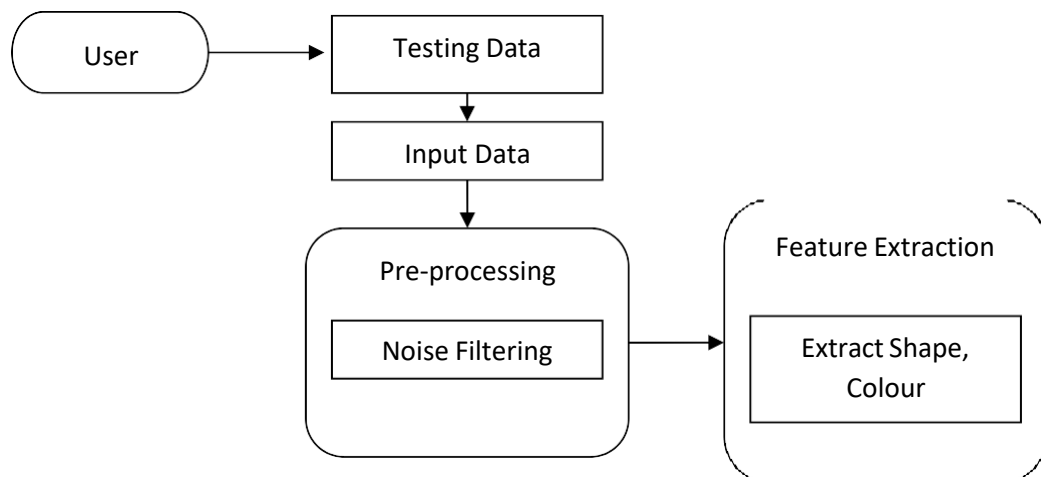 User
Testing Data
Input Data
Pre-processing
Noise Filtering
Feature Extraction
Extract Shape,
Colour